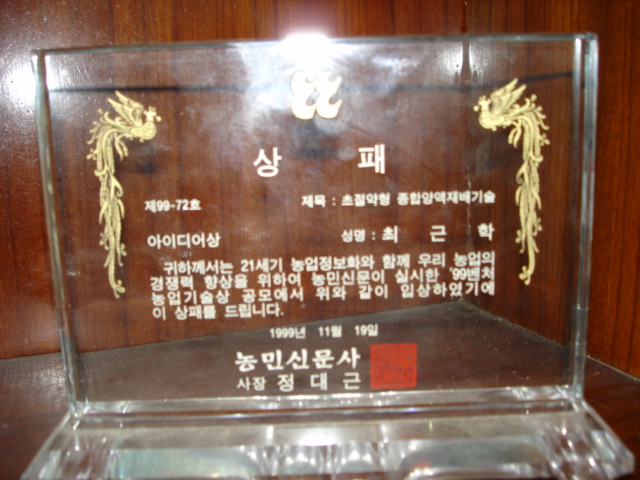 상 패
제99-72호 제목 : 초절약형 종합양액재배기술
아이디어상 성명 : 최 근 학
귀하께서는 21세기 농업정보화와 함께 우리 농업의
경쟁력 향상을 위하여 농민신문이 실시한 '99벤처
농업기술상 공모에서 위와 같이 입상하였기에
이 상패를 드립니다.
1999년 11월 19일
농민신문사
사장 정 대 근